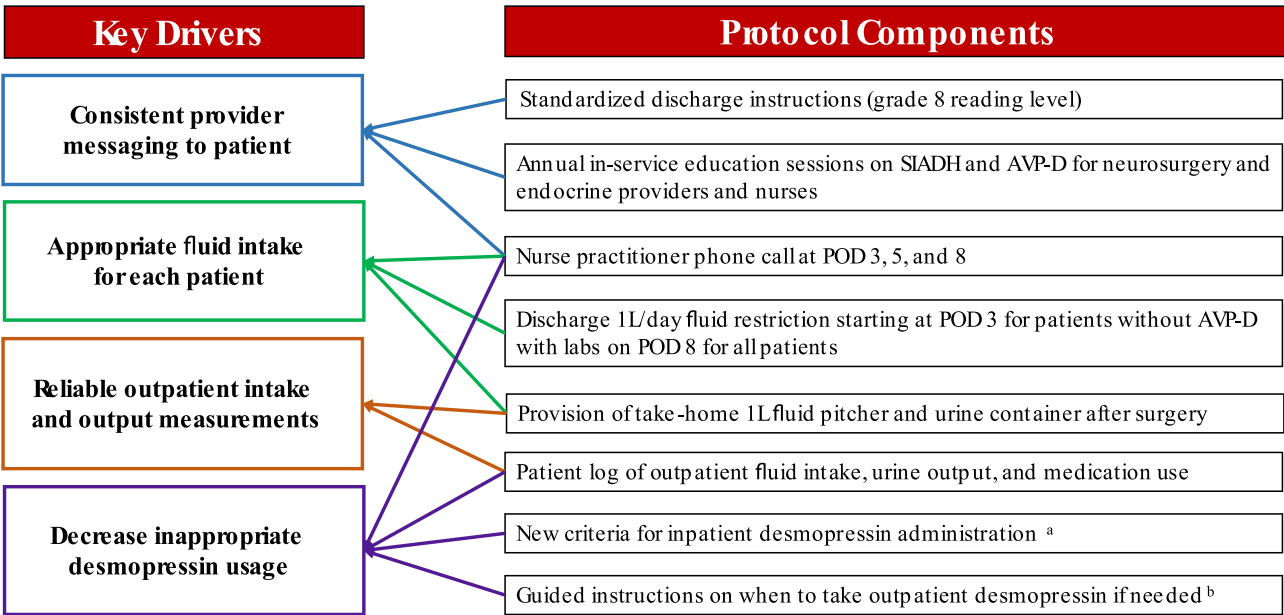 Key Drivers
Protocol Components
Consistent provider
messaging to patient
Appropriate fluid intake
for each patient
Reliable outpatient intake
and output measurements
Decrease inappropriate
desmopressin usage
Standardized discharge instructions (grade 8 reading level)
Annual in-service education sessions on SIADH and AVP-D for neurosurgery and
endocrine providers and nurses
Nurse practitioner phone call at POD 3, 5, and 8
Discharge 1L/day fluid restriction starting at POD 3 for patients without AVP-D
with labs on POD 8 for all patients
Provision of take-home 1L fluid pitcher and urine container after surgery
Patient log of outpatient fluid intake, urine output, and medication use
New criteria for inpatient desmopressin administration a
Guided instructions on when to take outpatient desmopressin if needed b